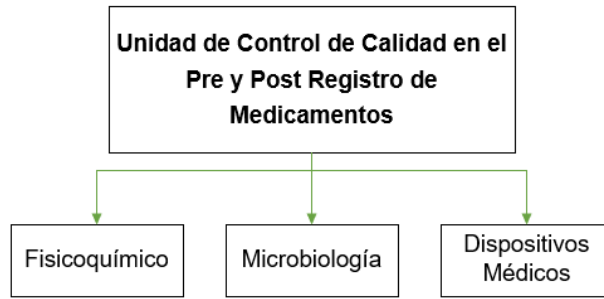 Unidad de Control de Calidad en el
Pre y Post Registro de
Medicamentos
Fisicoquímico
Microbiología
Dispositivos
Médicos